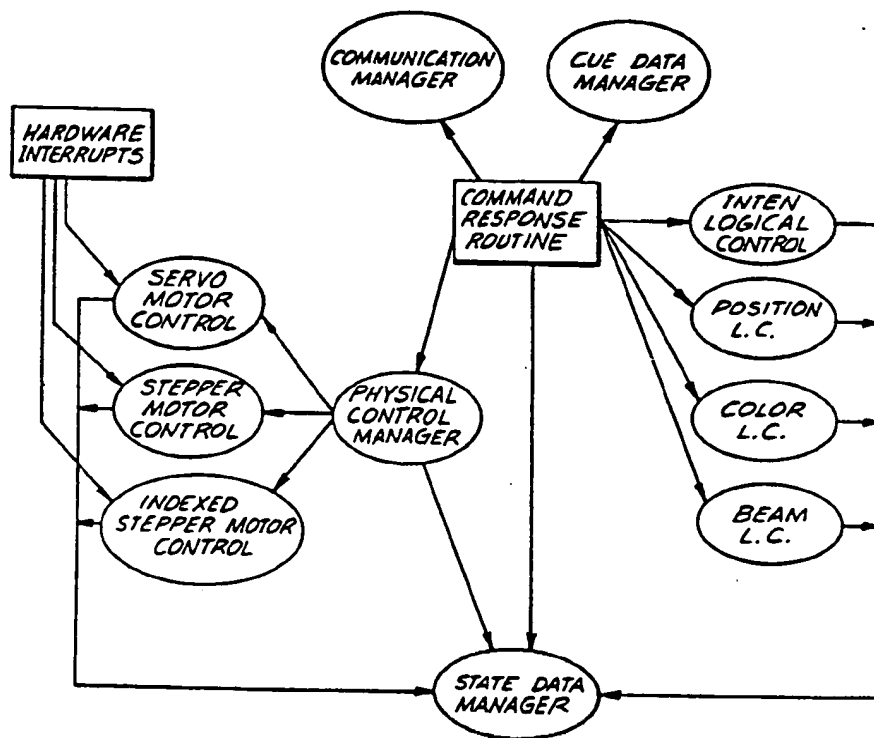 COMMUNICATION
MANAGER
CUE DATA
MANAGER
HARDWARE
INTERRUPTS
COMMAND
RESPONSE
ROUTINE
INTEN
LOGICAL
CONTROL
SERVO
MOTOR
CONTROL
POSITION
L.C.
STEPPER
MOTOR
CONTROL
PHYSICAL
CONTROL
MANAGER
COLOR
L.C.
INDEXED
STEPPER MOTOR
CONTROL
BEAM
L.C.
STATE DATA
MANAGER